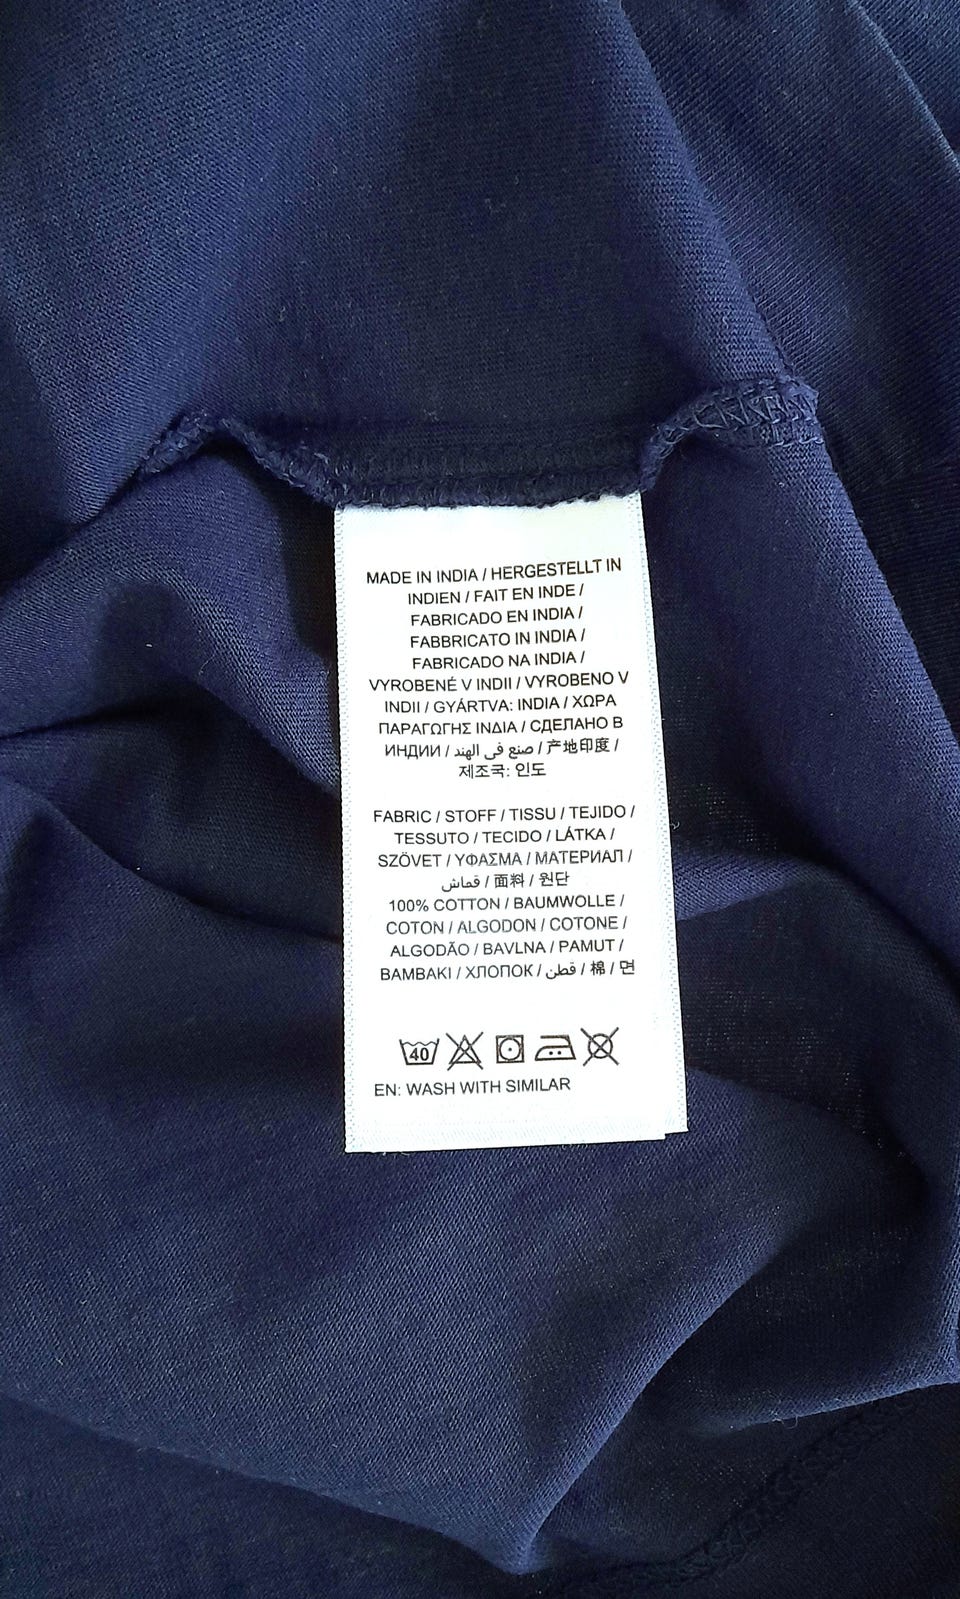 MADE IN INDIA / HERGESTELLT IN
INDIEN / FAIT EN INDE /
FABRICADO EN INDIA /
FABBRICATO IN INDIA /
FABRICADO NA INDIA /
VYROBENÉ V INDII / VYROBENO V
INDII / GYÁRTVA: INDIA / ΧΩΡΑ
ΠΑΡΑΓΩΓΗΣ ΙΝΔΙΑ / СДЕЛАНО В
ИНДИИ / صنع في الهند / 产地印度 /
제조국: 인도
FABRIC / STOFF / TISSU / TEJIDO /
TESSUTO / TECIDO / LÁTKA /
SZÖVET / ΥΦΑΣΜΑ / МАТЕРИАЛ /
قماش / 面料 / 원단
100% COTTON / BAUMWOLLE /
COTON / ALGODON / COTONE /
ALGODÃO / BAVLNA / PAMUT /
BAMBAKI / ХЛОПОК / قطن / 棉 / 면
40
EN: WASH WITH SIMILAR